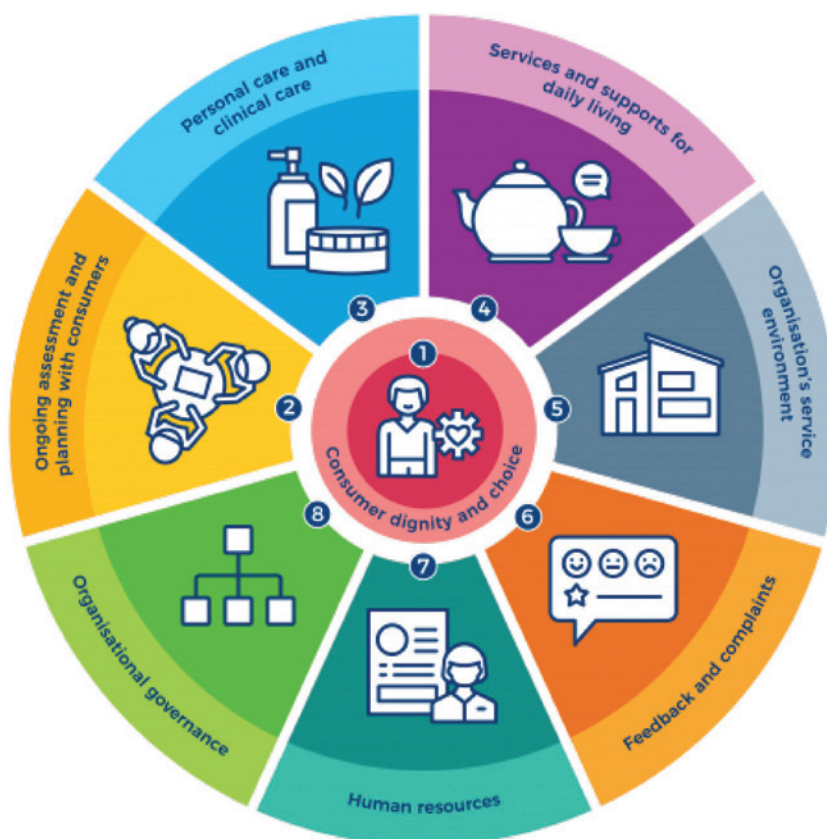 Personal care and
clinical care
Services and supports for
daily living
Ongoing assessment and
planning with consumers
Organisation's service
environment
3
4
1
2
5
Consumer dignity and choice
8
6
7
Organisational governance
Feedback and complaints
Human resources